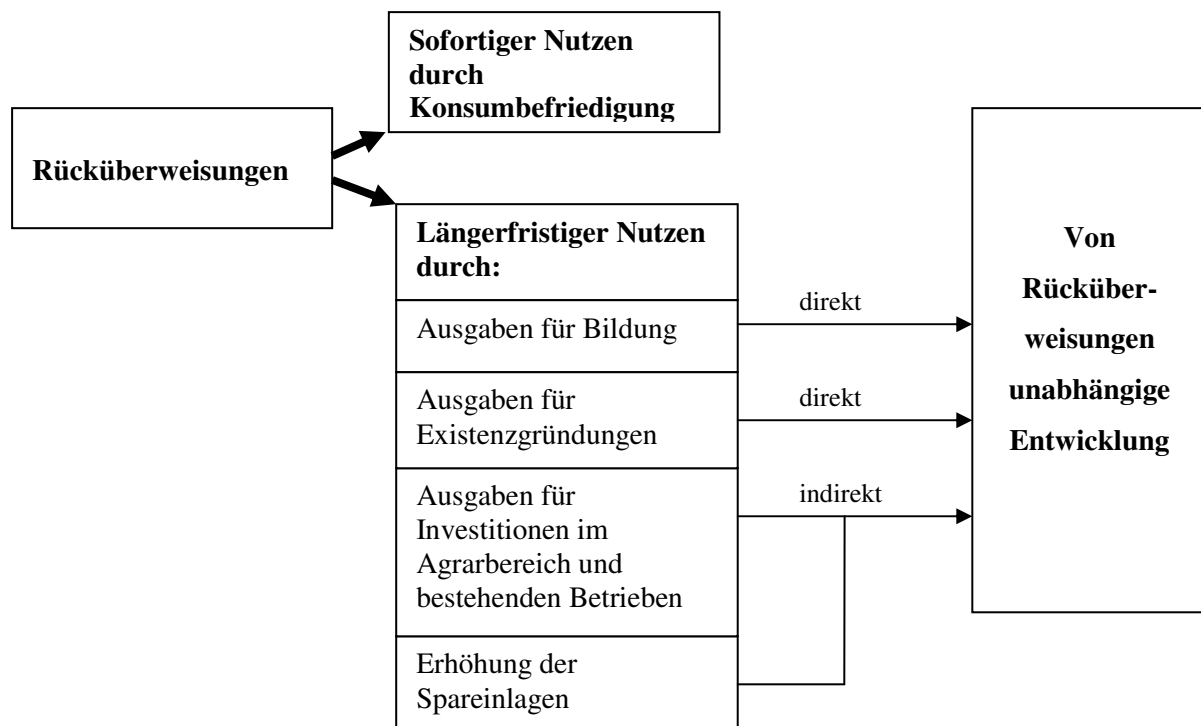 Sofortiger Nutzen
durch
Konsumbefriedigung
Rücküberweisungen
Längerfristiger Nutzen
durch:
Ausgaben für Bildung
direkt
Ausgaben für
Existenzgründungen
direkt
Ausgaben für
Investitionen im
Agrarbereich und
bestehenden Betrieben
indirekt
Erhöhung der
Spareinlagen
Von
Rücküber-
weisungen
unabhängige
Entwicklung